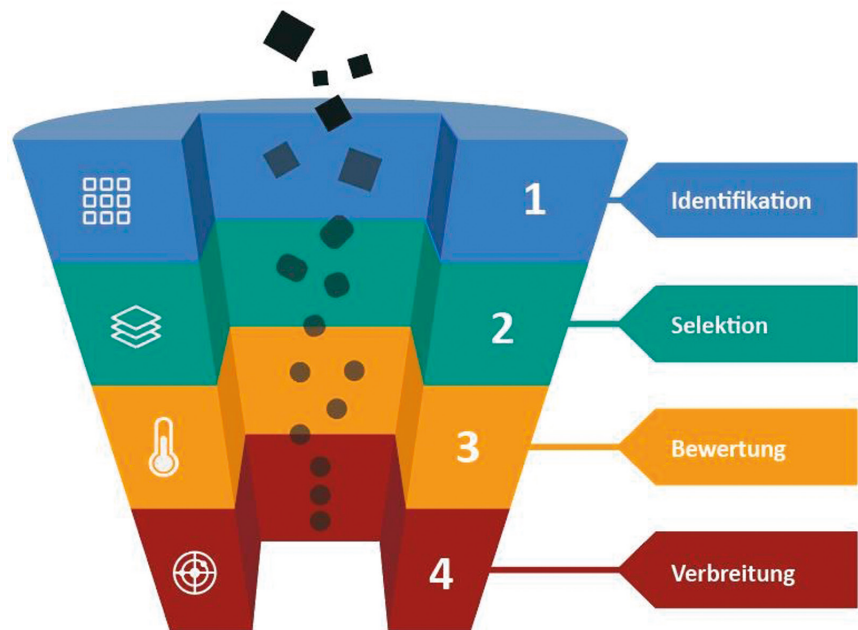 1
Identifikation
2
Selektion
3
Bewertung
4
Verbreitung